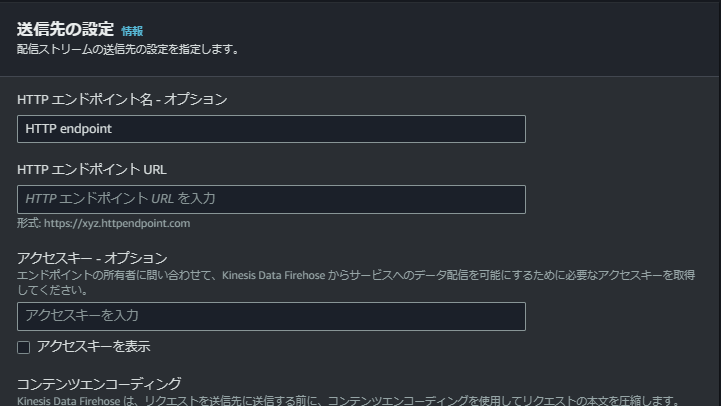 送信先の設定 情報
配信ストリームの送信先の設定を指定します。
HTTP エンドポイント名 - オプション
HTTP endpoint
HTTP エンドポイント URL
HTTP エンドポイント URL を入力
形式: https://xyz.httpendpoint.com
アクセスキー - オプション
エンドポイントの所有者に問い合わせて、Kinesis Data Firehose からサービスへのデータ配信を可能にするために必要なアクセスキーを取得
してください。
アクセスキーを入力
アクセスキーを表示
コンテンツエンコーディング
Kinesis Data Firehose は、リクエストを送信先に送信する前に、コンテンツエンコーディングを使用してリクエストの本文を圧縮します。